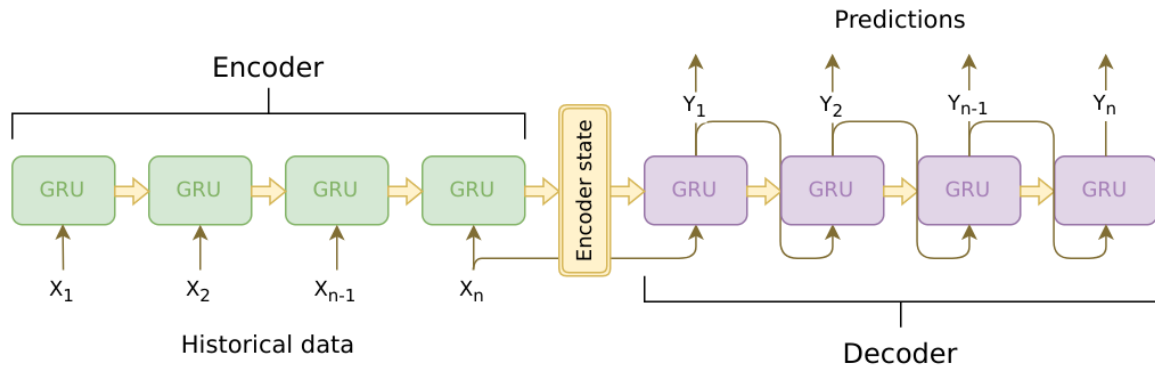 Predictions
Encoder
Y1 Y2 Yn-1 Yn
GRU GRU GRU GRU Encoder state GRU GRU GRU GRU
X1 X2 Xn-1 Xn
Historical data
Decoder